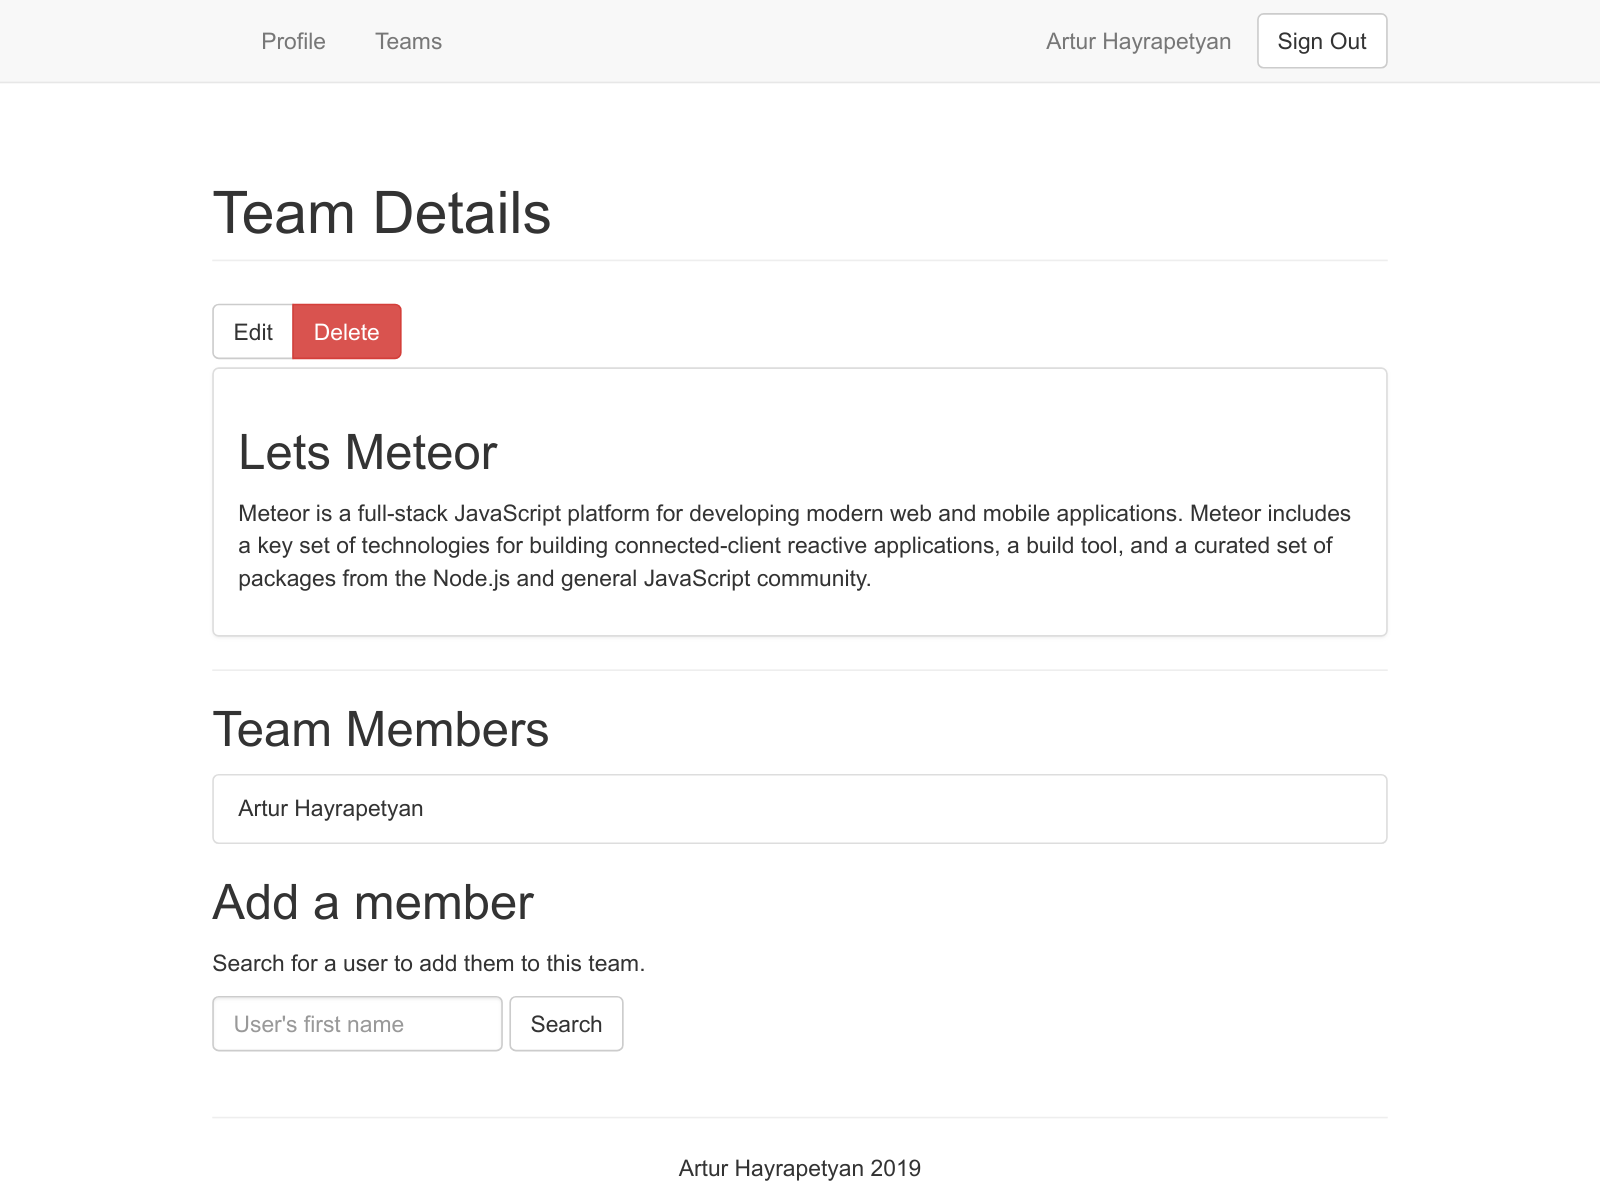 Profile Teams Artur Hayrapetyan Sign Out
Team Details
Edit Delete
Lets Meteor
Meteor is a full-stack JavaScript platform for developing modern web and mobile applications. Meteor includes
a key set of technologies for building connected-client reactive applications, a build tool, and a curated set of
packages from the Node.js and general JavaScript community.
Team Members
Artur Hayrapetyan
Add a member
Search for a user to add them to this team.
User's first name Search
Artur Hayrapetyan 2019